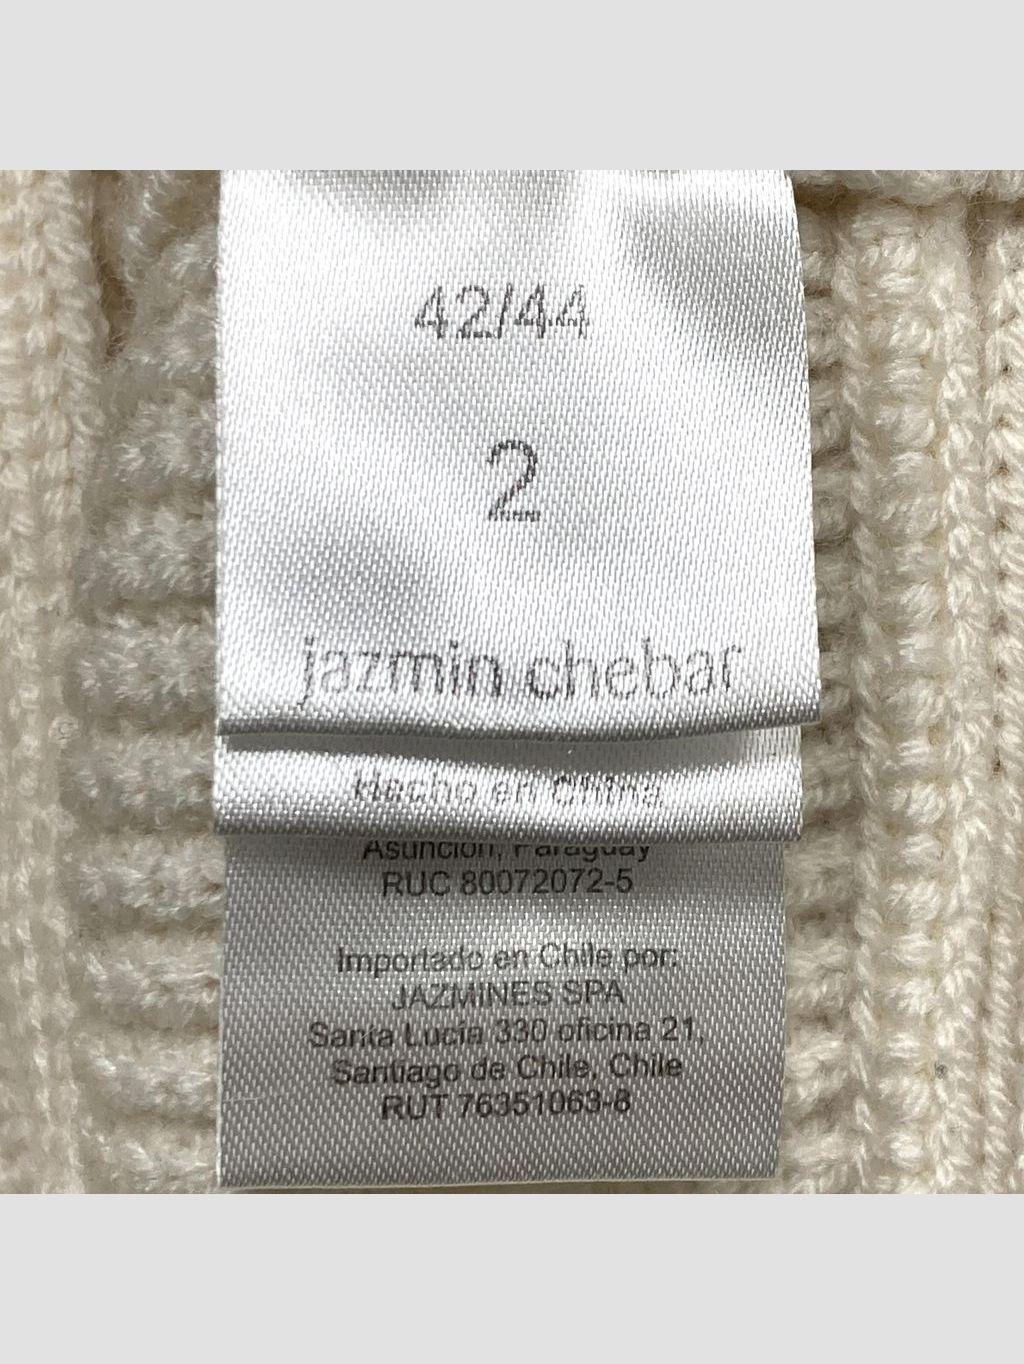 42/44
2
jazmin chebar
Hecho en China
Asuncion, Paraguay
RUC 80072072-5
Importado en Chile por:
JAZMINES SPA
Santa Lucia 330 oficina 21,
Santiago de Chile, Chile
RUT 76351063-8